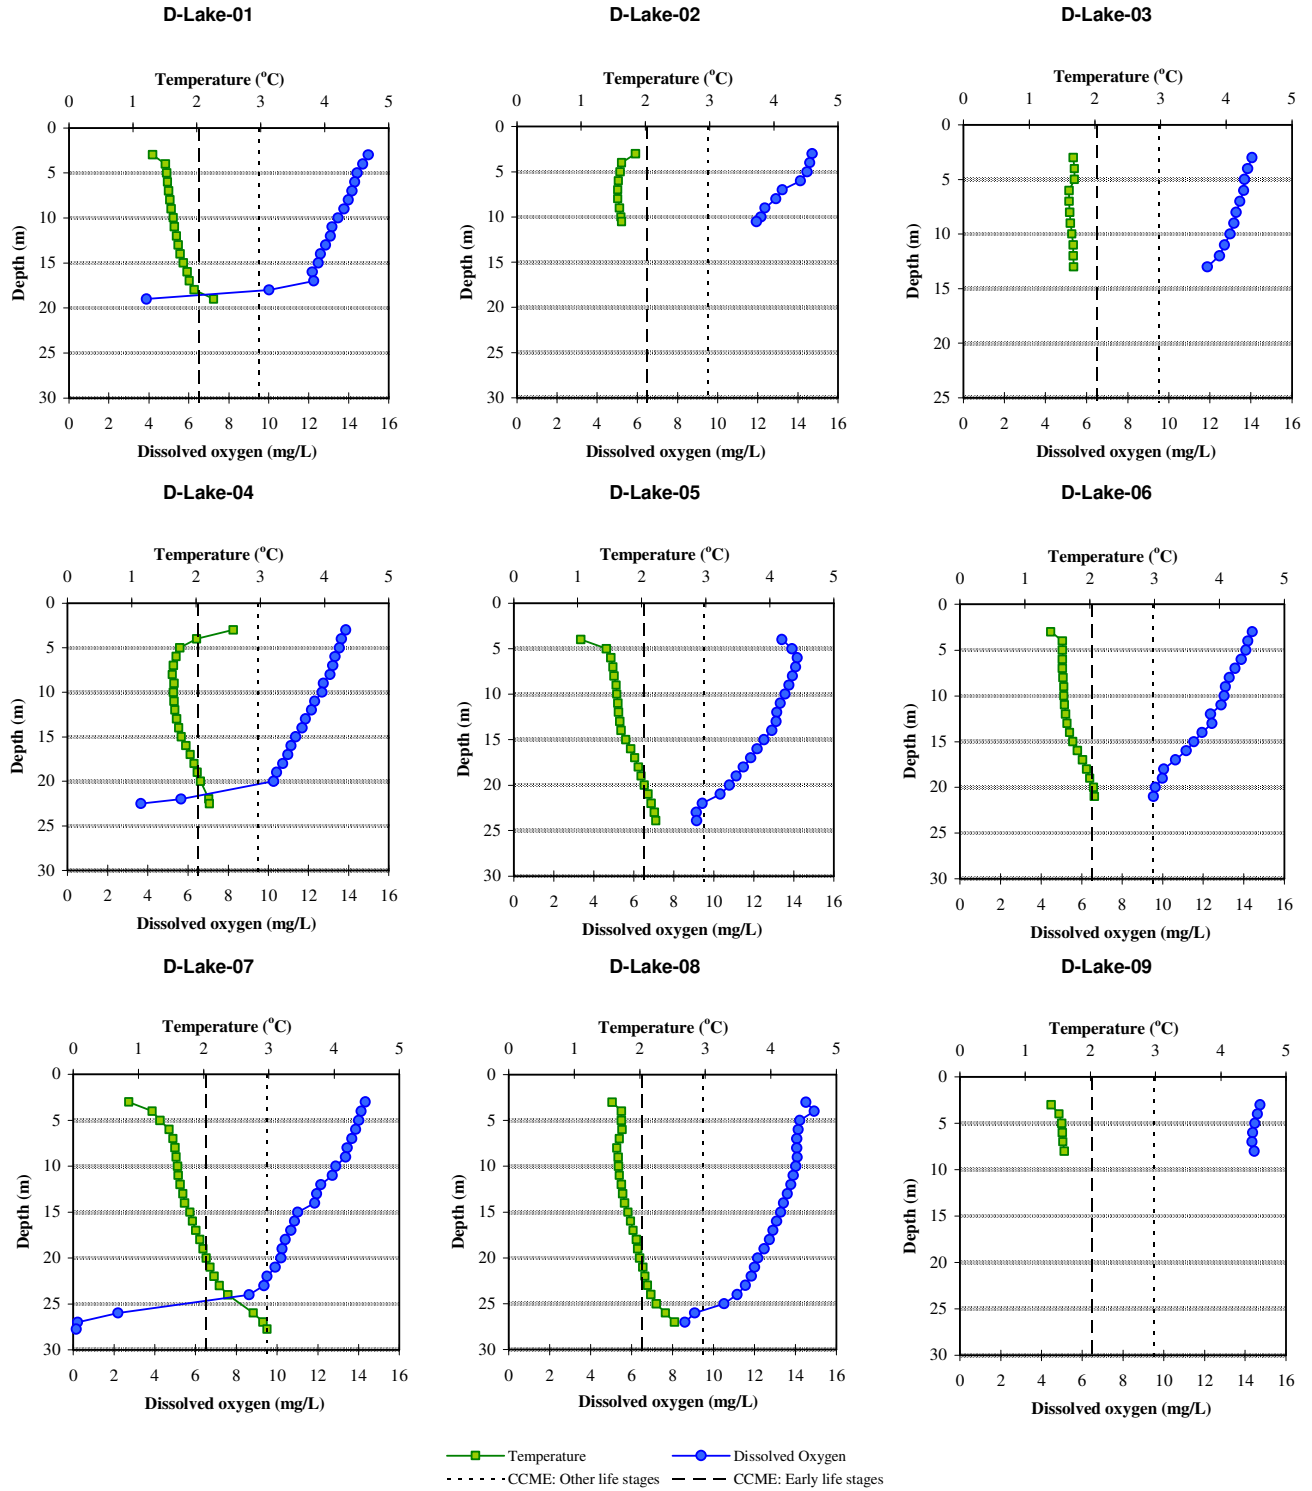 D-Lake-01 D-Lake-02 D-Lake-03
Temperature (°C) Temperature (°C) Temperature (°C)
0 1 2 3 4 5 0 1 2 3 4 5 0 1 2 3 4 5
0 0 0
5 5 5
10 10 10
15 15 15
20 20 20
25 25
30 30 25
Depth (m) Depth (m) Depth (m)
0 2 4 6 8 10 12 14 16 0 2 4 6 8 10 12 14 16 0 2 4 6 8 10 12 14 16
Dissolved oxygen (mg/L) Dissolved oxygen (mg/L) Dissolved oxygen (mg/L)
D-Lake-04 D-Lake-05 D-Lake-06
Temperature (°C) Temperature (°C) Temperature (°C)
0 1 2 3 4 5 0 1 2 3 4 5 0 1 2 3 4 5
0 0 0
5 5 5
10 10 10
15 15 15
20 20 20
25 25 25
30 30 30
Depth (m) Depth (m) Depth (m)
0 2 4 6 8 10 12 14 16 0 2 4 6 8 10 12 14 16 0 2 4 6 8 10 12 14 16
Dissolved oxygen (mg/L) Dissolved oxygen (mg/L) Dissolved oxygen (mg/L)
D-Lake-07 D-Lake-08 D-Lake-09
Temperature (°C) Temperature (°C) Temperature (°C)
0 1 2 3 4 5 0 1 2 3 4 5 0 1 2 3 4 5
0 0 0
5 5 5
10 10 10
15 15 15
20 20 20
25 25 25
30 30 30
Depth (m) Depth (m) Depth (m)
0 2 4 6 8 10 12 14 16 0 2 4 6 8 10 12 14 16 0 2 4 6 8 10 12 14 16
Dissolved oxygen (mg/L) Dissolved oxygen (mg/L) Dissolved oxygen (mg/L)
Temperature Dissolved Oxygen
CCME: Other life stages CCME: Early life stages